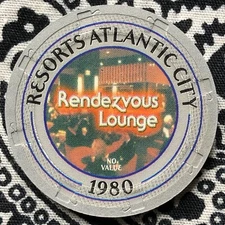 RESORTS ATLANTIC CITY
Rendezvous
Lounge
NO
VALUE
1980